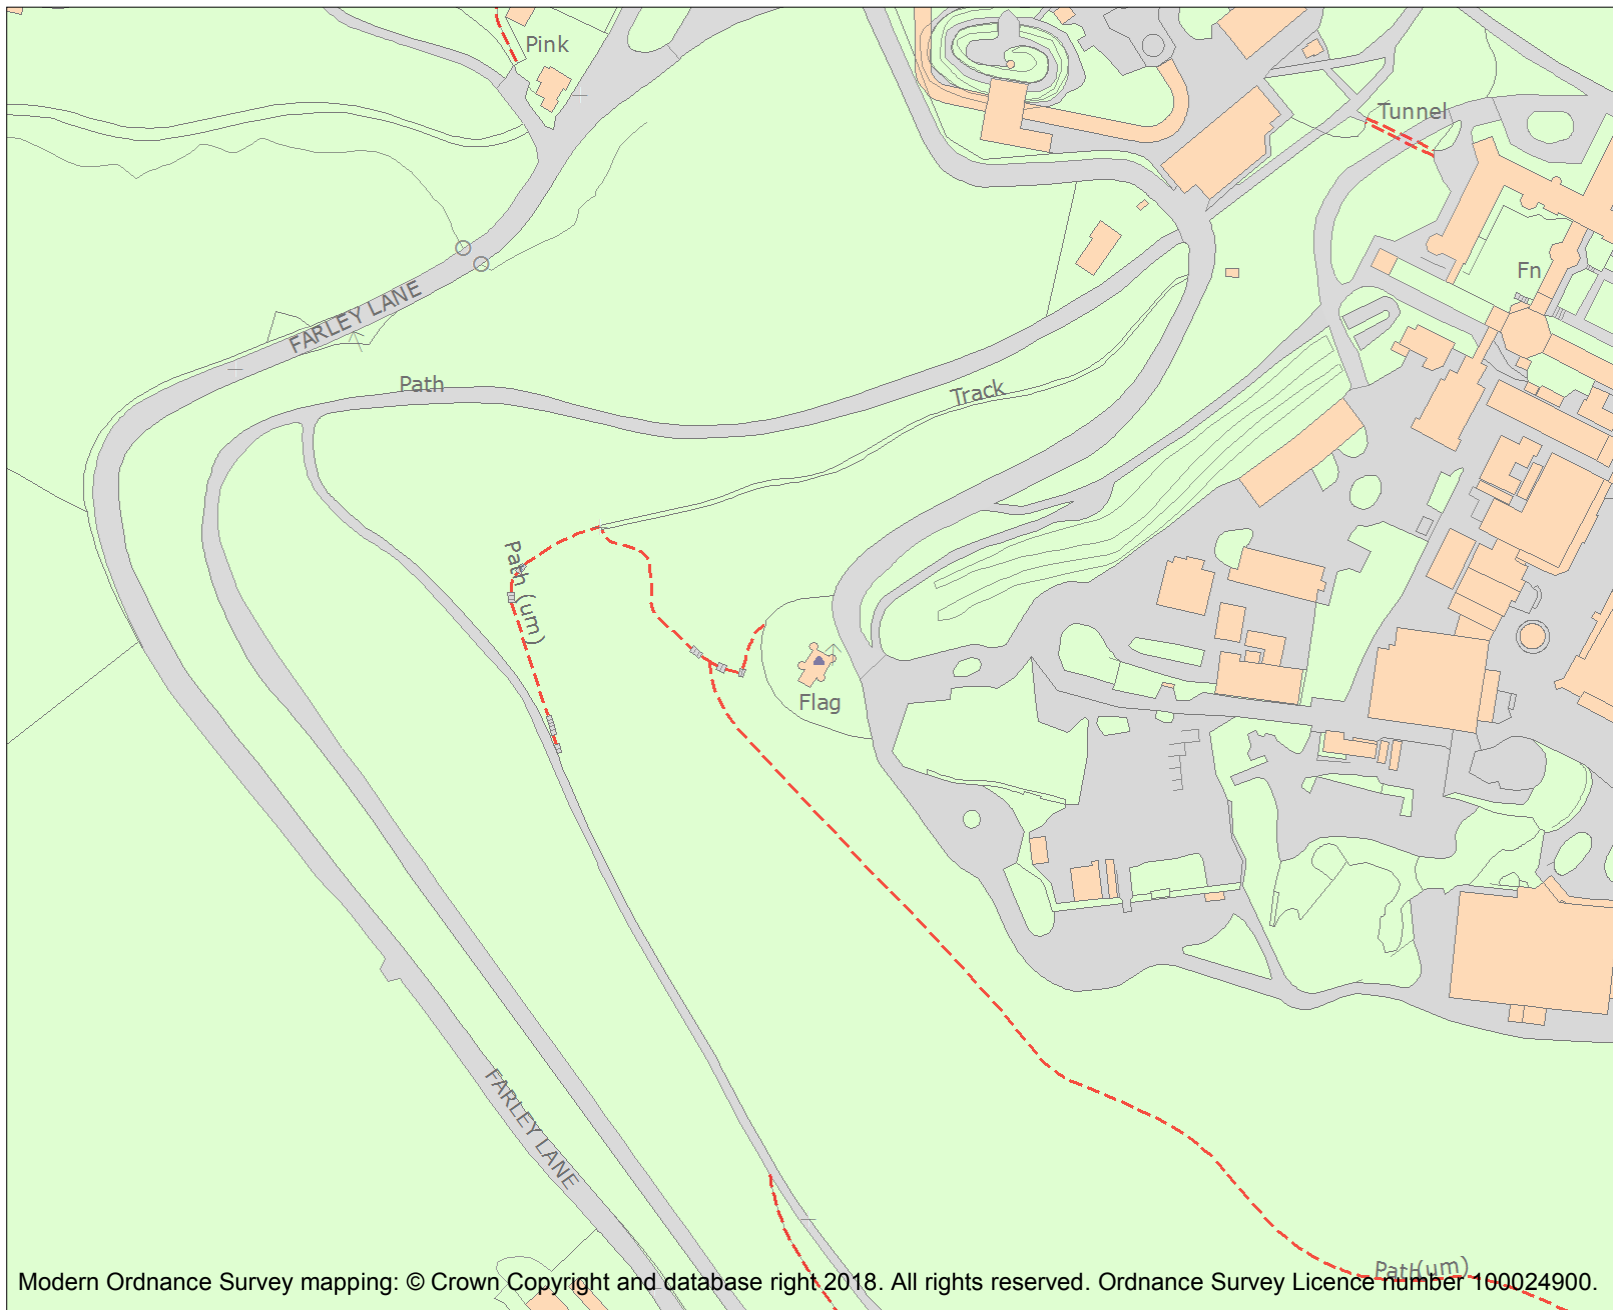 Pink
Tunnel
Fn
FARLEY LANE
Path
Track
Path (um)
Flag
FARLEY LANE
Path (um)
Modern Ordnance Survey mapping: © Crown Copyright and database right 2018. All rights reserved. Ordnance Survey Licence number 100024900.